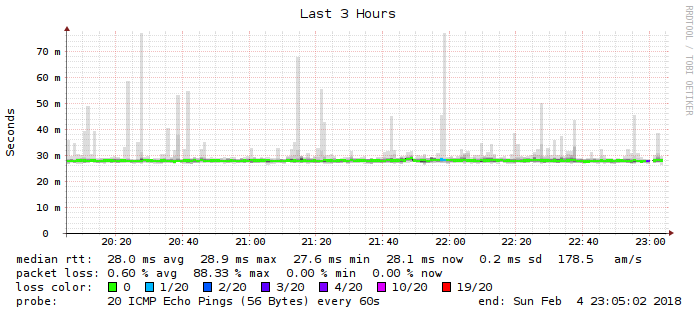 Last 3 Hours
RRDTOOL / TOBI OETIKER
Seconds
70 m
60 m
50 m
40 m
30 m
20 m
10 m
0
20:20 20:40 21:00 21:20 21:40 22:00 22:20 22:40 23:00
median rtt: 28.0 ms avg 28.9 ms max 27.6 ms min 28.1 ms now 0.2 ms sd 178.5 am/s
packet loss: 0.60 % avg 88.33 % max 0.00 % min 0.00 % now
loss color: 0 1/20 2/20 3/20 4/20 10/20 19/20
probe: 20 ICMP Echo Pings (56 Bytes) every 60s end: Sun Feb 4 23:05:02 2018